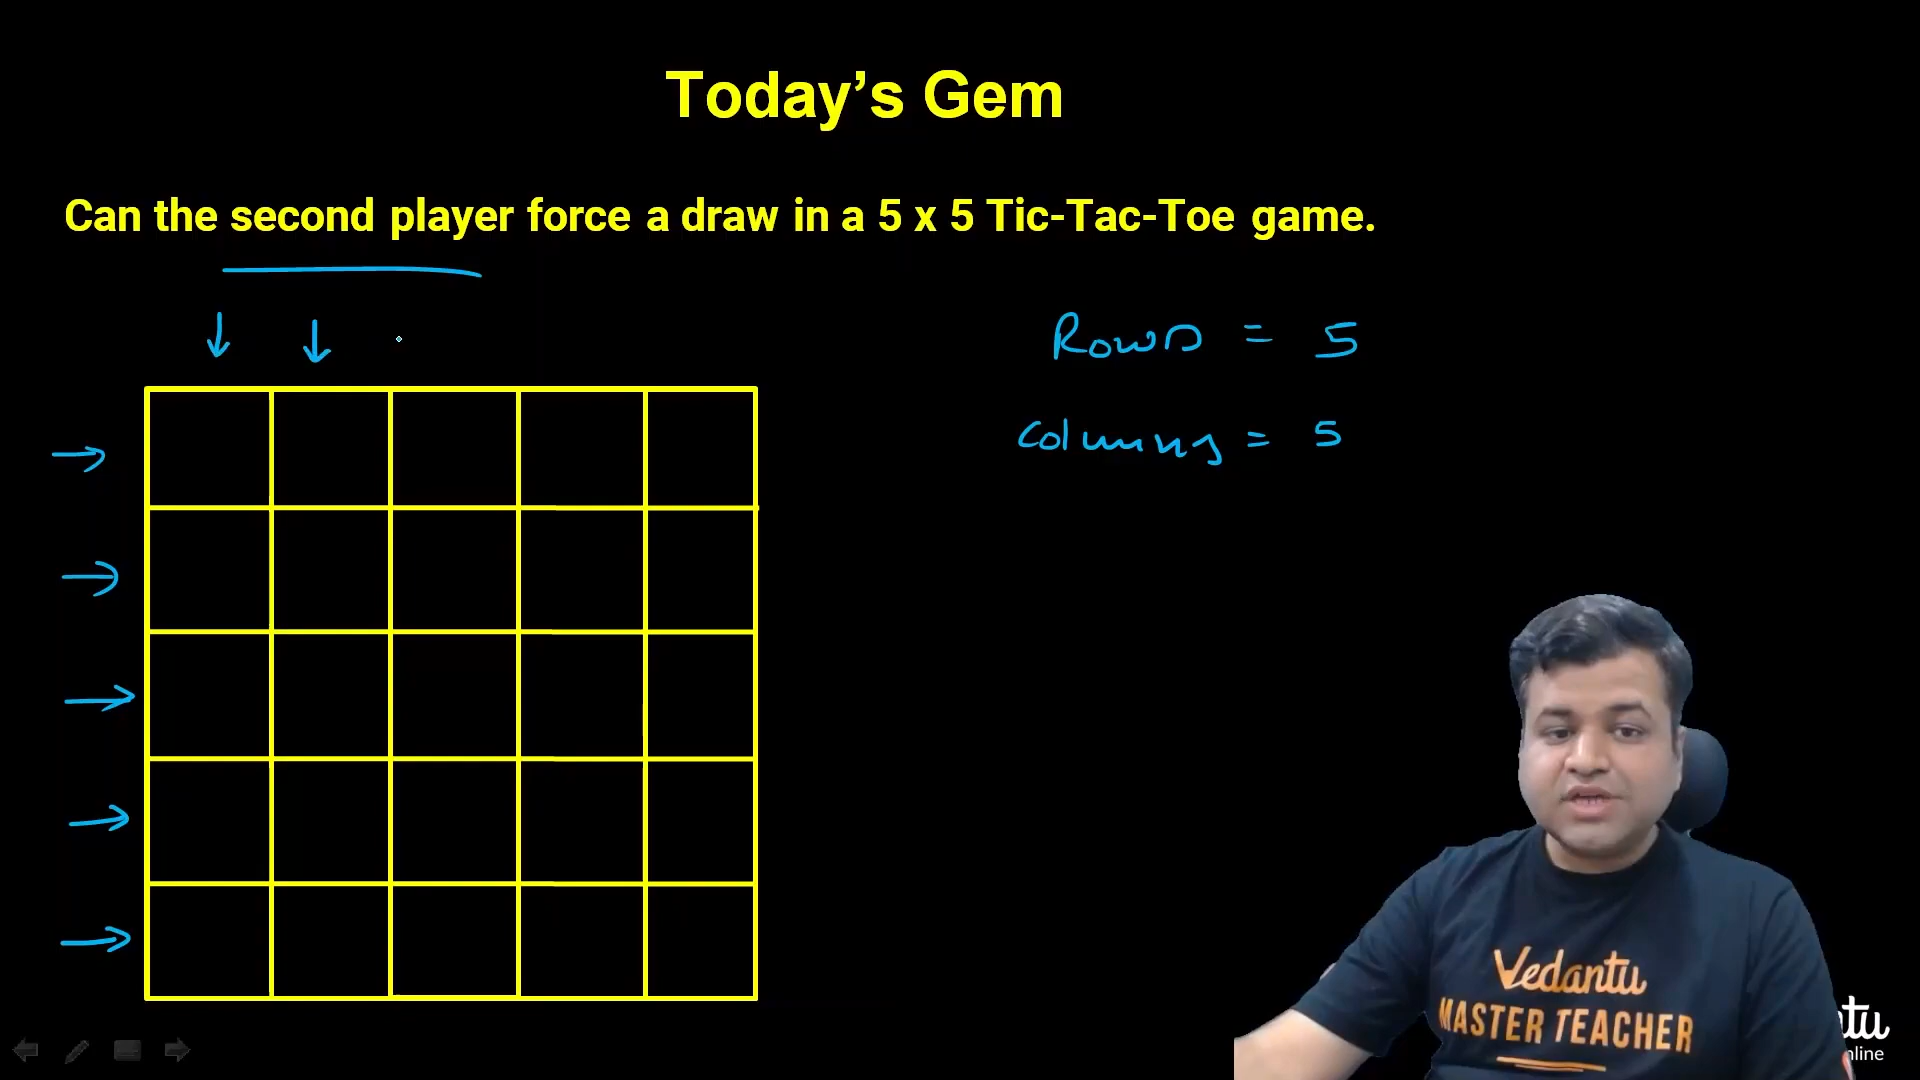 Today’s Gem
Can the second player force a draw in a 5 x 5 Tic-Tac-Toe game.
Rows = 5
Columns = 5
Vedantu
MASTER TEACHER